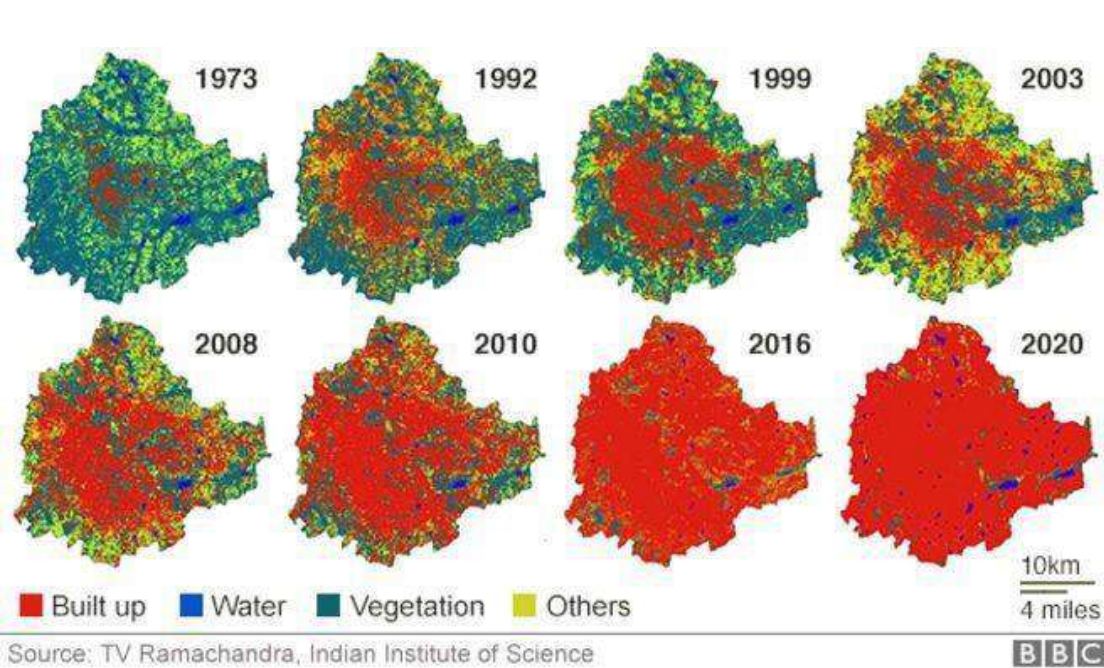 1973
1992
1999
2003
2008
2010
2016
2020
10km
4 miles
Built up
Water
Vegetation
Others
Source: TV Ramachandra, Indian Institute of Science
BBC